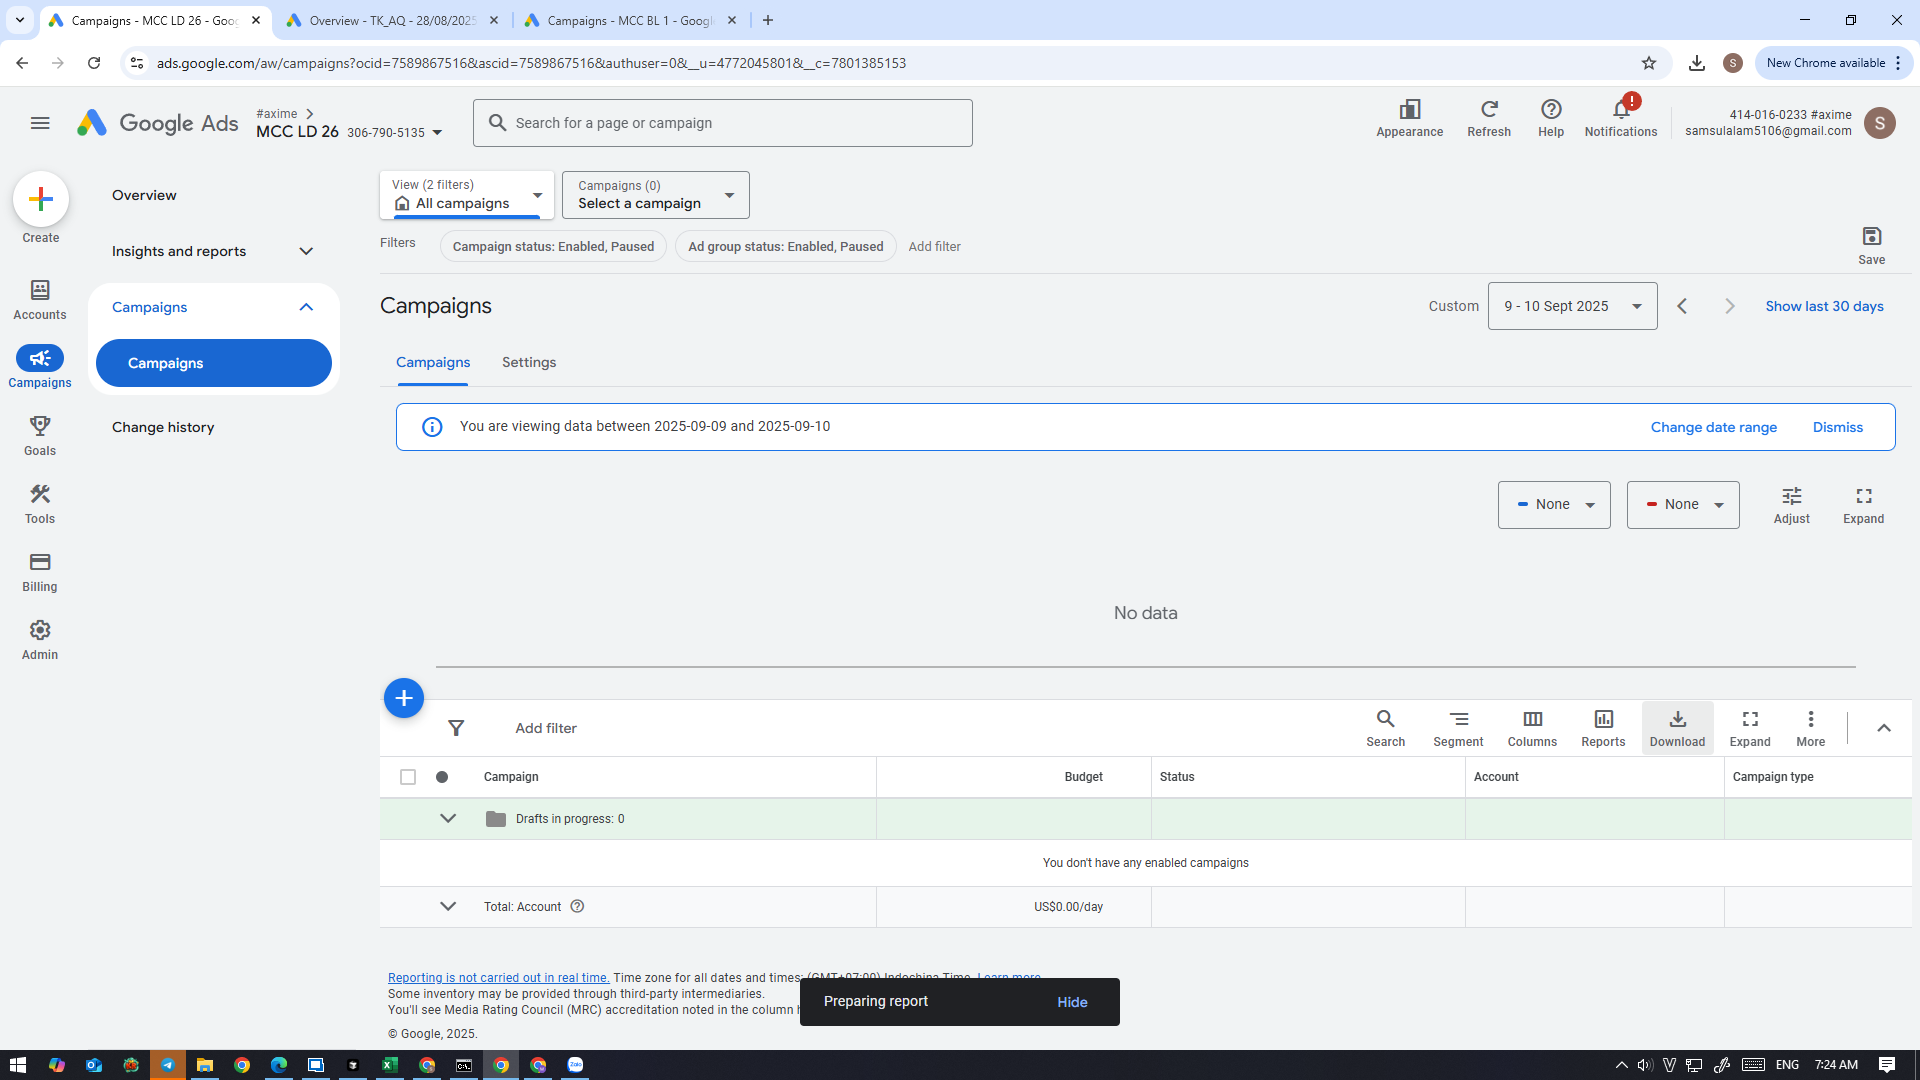 Campaigns - MCC LD 26 - Goog
Overview - TK_AQ - 28/08/2025
Campaigns - MCC BL 1 - Google
ads.google.com/aw/campaigns?ocid=7589867516&ascid=7589867516&authuser=0&__u=4772045801&__c=7801385153
S
New Chrome available
Google Ads
#axime
MCC LD 26 306-790-5135
Search for a page or campaign
Appearance
Refresh
Help
Notifications
414-016-0233 #axime
samsulalam5106@gmail.com
S
Create
Accounts
Campaigns
Goals
Tools
Billing
Admin
Overview
Insights and reports
Campaigns
Campaigns
Change history
View (2 filters)
All campaigns
Campaigns (0)
Select a campaign
Filters
Campaign status: Enabled, Paused
Ad group status: Enabled, Paused
Add filter
Save
Campaigns
Custom
9 - 10 Sept 2025
Show last 30 days
Campaigns
Settings
You are viewing data between 2025-09-09 and 2025-09-10
Change date range
Dismiss
None
None
Adjust
Expand
No data
Add filter
Search
Segment
Columns
Reports
Download
Expand
More
Campaign
Budget
Status
Account
Campaign type
Drafts in progress: 0
You don't have any enabled campaigns
Total: Account
US$0.00/day
Reporting is not carried out in real time. Time zone for all dates and times: (GMT+07:00) Indochina Time. Learn more
Some inventory may be provided through third-party intermediaries.
You'll see Media Rating Council (MRC) accreditation noted in the column h
© Google, 2025.
Preparing report
Hide
ENG
7:24 AM